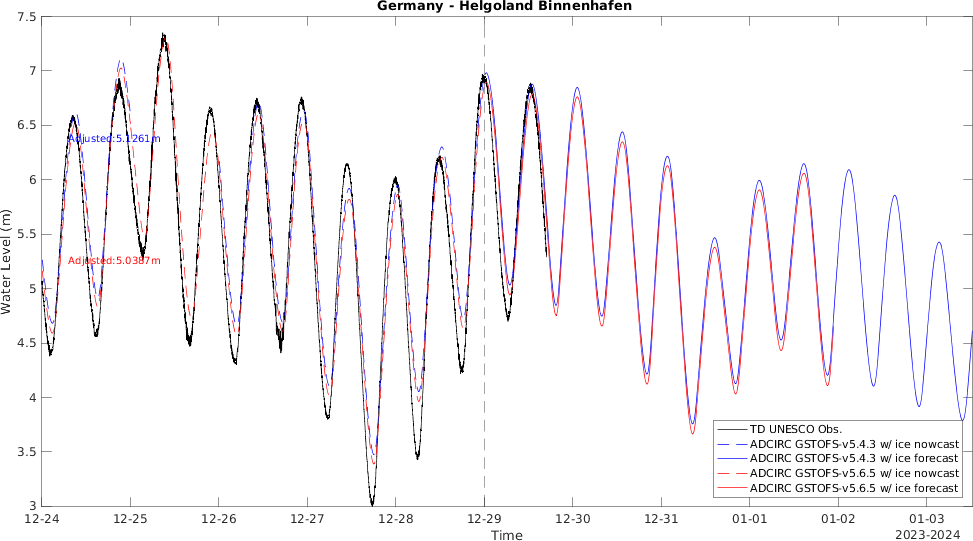 Germany - Helgoland Binnenhafen
7.5
7
6.5
6
5.5
5
4.5
4
3.5
3
Water Level (m)
Adjusted:5.1261m
Adjusted:5.0387m
TD UNESCO Obs.
ADCIRC GSTOFS-v5.4.3 w/ ice nowcast
ADCIRC GSTOFS-v5.4.3 w/ ice forecast
ADCIRC GSTOFS-v5.6.5 w/ ice nowcast
ADCIRC GSTOFS-v5.6.5 w/ ice forecast
12-24 12-25 12-26 12-27 12-28 12-29 12-30 12-31 01-01 01-02 01-03
Time
2023-2024